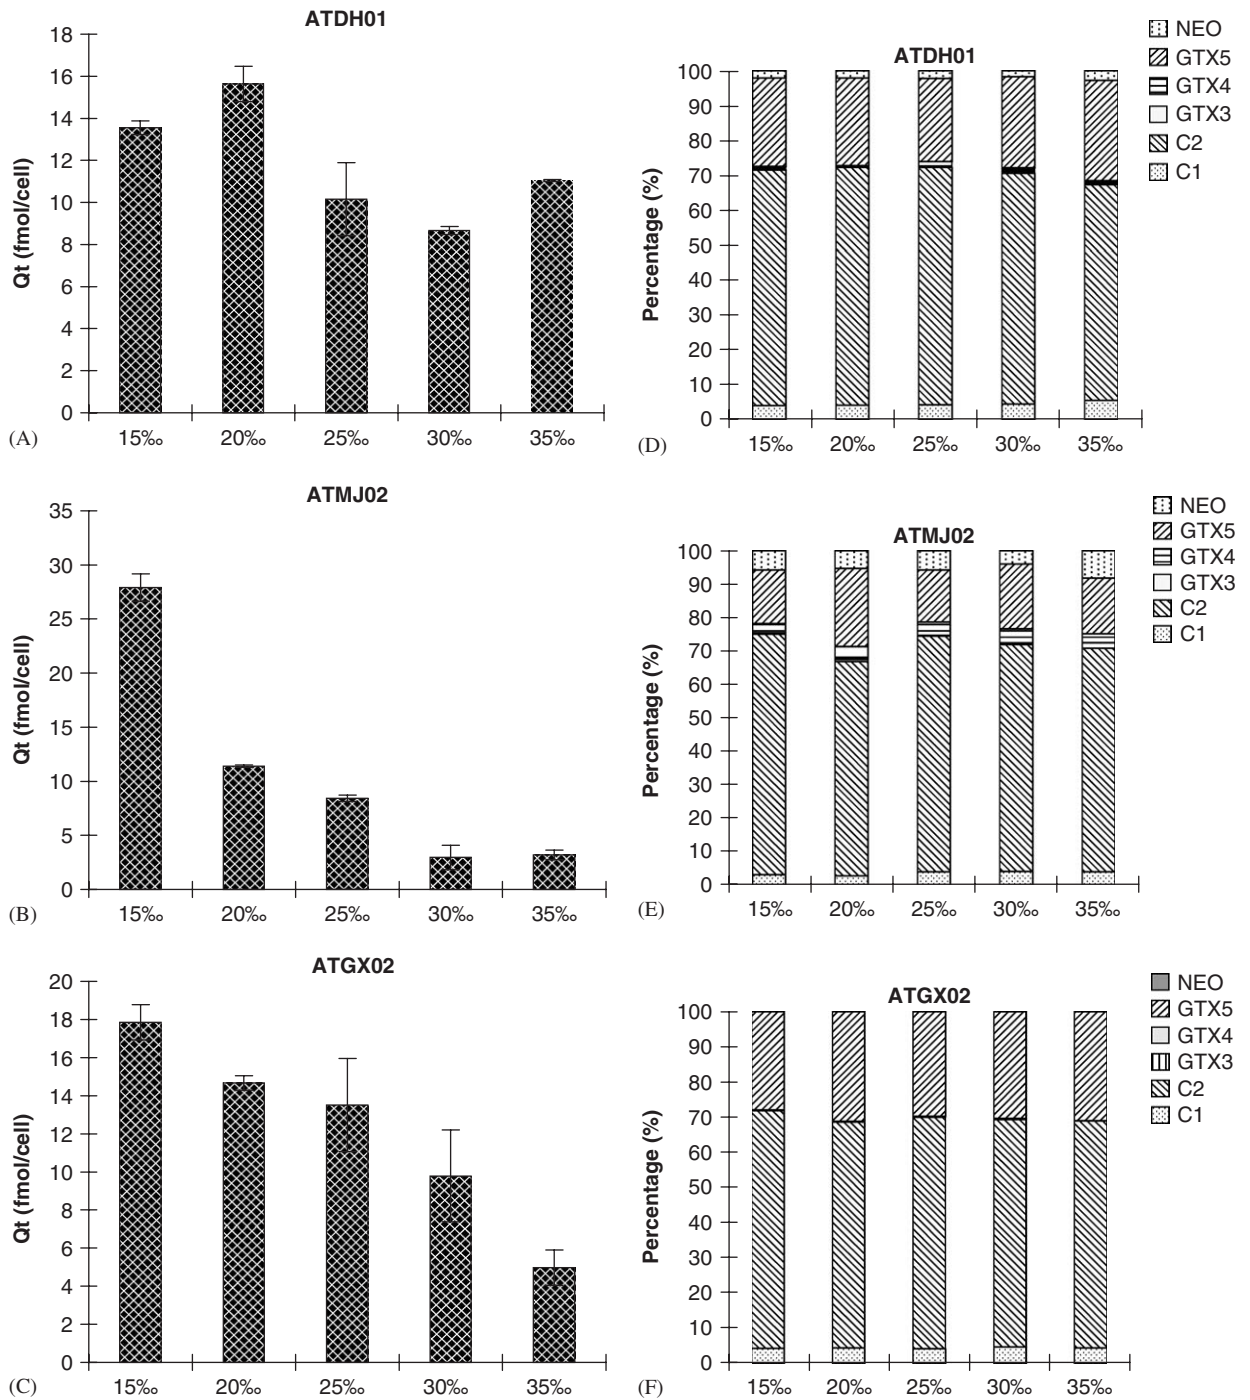 ATDH01
Qt (fmol/cell)
18
16
14
12
10
8
6
4
2
0
15‰ 20‰ 25‰ 30‰ 35‰
(A)
ATDH01
Percentage (%)
100
90
80
70
60
50
40
30
20
10
0
15‰ 20‰ 25‰ 30‰ 35‰
(D)
NEO
GTX5
GTX4
GTX3
C2
C1
ATMJ02
Qt (fmol/cell)
35
30
25
20
15
10
5
0
15‰ 20‰ 25‰ 30‰ 35‰
(B)
ATMJ02
Percentage (%)
100
90
80
70
60
50
40
30
20
10
0
15‰ 20‰ 25‰ 30‰ 35‰
(E)
NEO
GTX5
GTX4
GTX3
C2
C1
ATGX02
Qt (fmol/cell)
20
18
16
14
12
10
8
6
4
2
0
15‰ 20‰ 25‰ 30‰ 35‰
(C)
ATGX02
Percentage (%)
100
90
80
70
60
50
40
30
20
10
0
15‰ 20‰ 25‰ 30‰ 35‰
(F)
NEO
GTX5
GTX4
GTX3
C2
C1